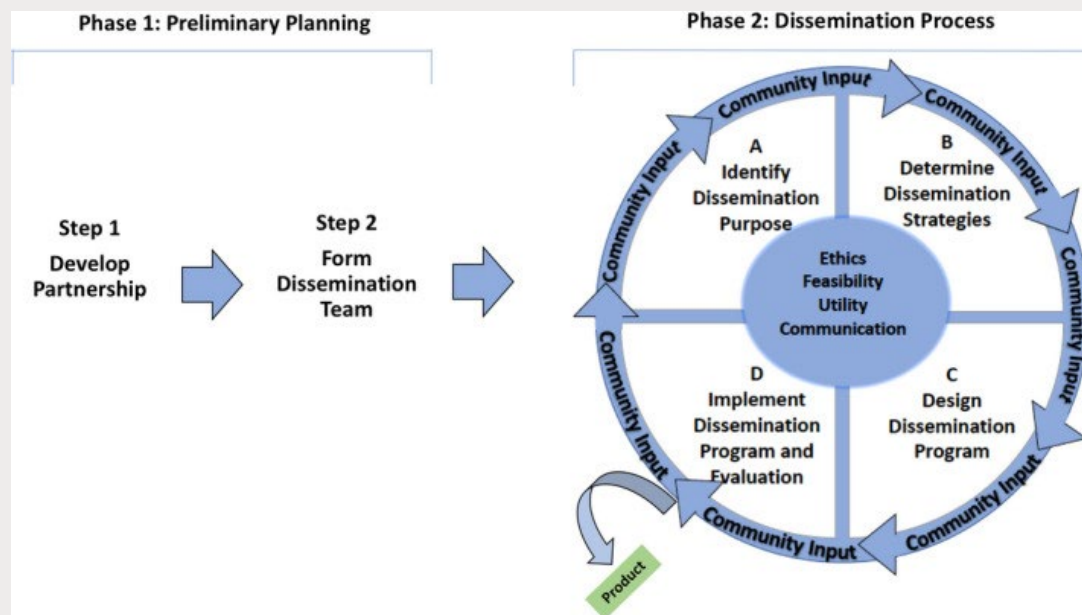 Phase 1: Preliminary Planning
Phase 2: Dissemination Process
Step 1
Develop
Partnership
Step 2
Form
Dissemination
Team
Community Input
Community Input
Community Input
Community Input
Community Input
Community Input
Community Input
Community Input
A
Identify
Dissemination
Purpose
B
Determine
Dissemination
Strategies
Ethics
Feasibility
Utility
Communication
D
Implement
Dissemination
Program and
Evaluation
C
Design
Dissemination
Program
Product